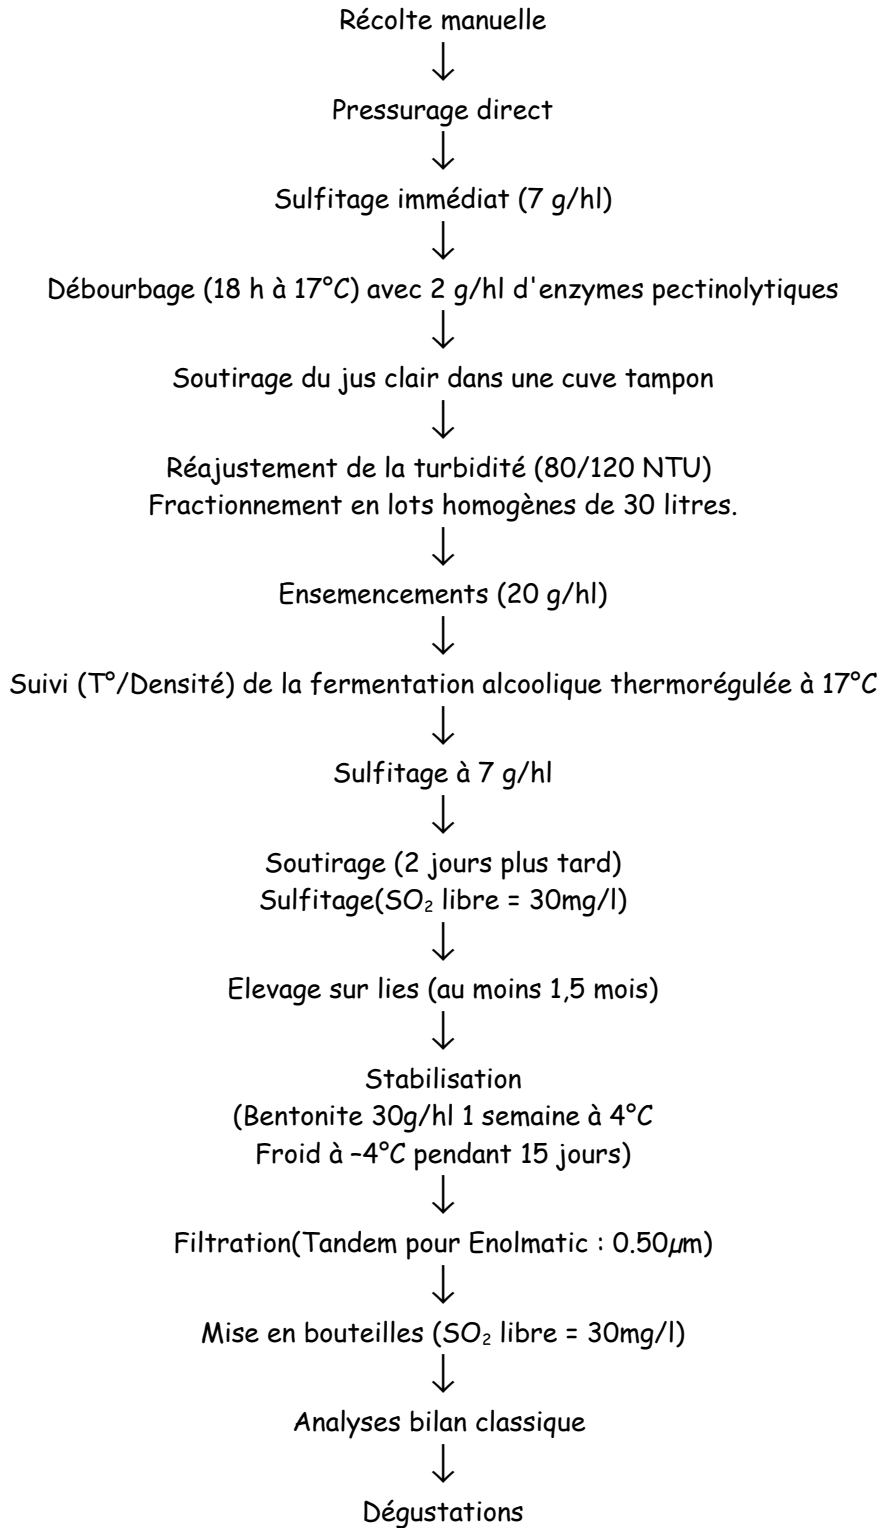 Récolte manuelle
Pressurage direct
Sulfitage immédiat (7 g/hl)
Débourbage (18 h à 17°C) avec 2 g/hl d'enzymes pectinolytiques
Soutirage du jus clair dans une cuve tampon
Réajustement de la turbidité (80/120 NTU)
Fractionnement en lots homogènes de 30 litres.
Ensemencements (20 g/hl)
Suivi (T°/Densité) de la fermentation alcoolique thermorégulée à 17°C
Sulfitage à 7 g/hl
Soutirage (2 jours plus tard)
Sulfitage(SO₂ libre = 30mg/l)
Elevage sur lies (au moins 1,5 mois)
Stabilisation
(Bentonite 30g/hl 1 semaine à 4°C
Froid à –4°C pendant 15 jours)
Filtration(Tandem pour Enolmatic : 0.50µm)
Mise en bouteilles (SO₂ libre = 30mg/l)
Analyses bilan classique
Dégustations